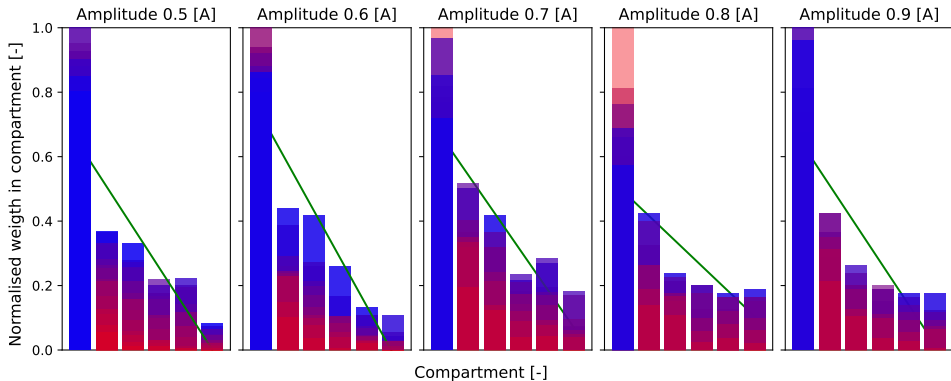 Amplitude 0.5 [A] Amplitude 0.6 [A] Amplitude 0.7 [A] Amplitude 0.8 [A] Amplitude 0.9 [A]
1.0
0.8
0.6
0.4
0.2
0.0
Normalised weigth in compartment [-]
Compartment [-]